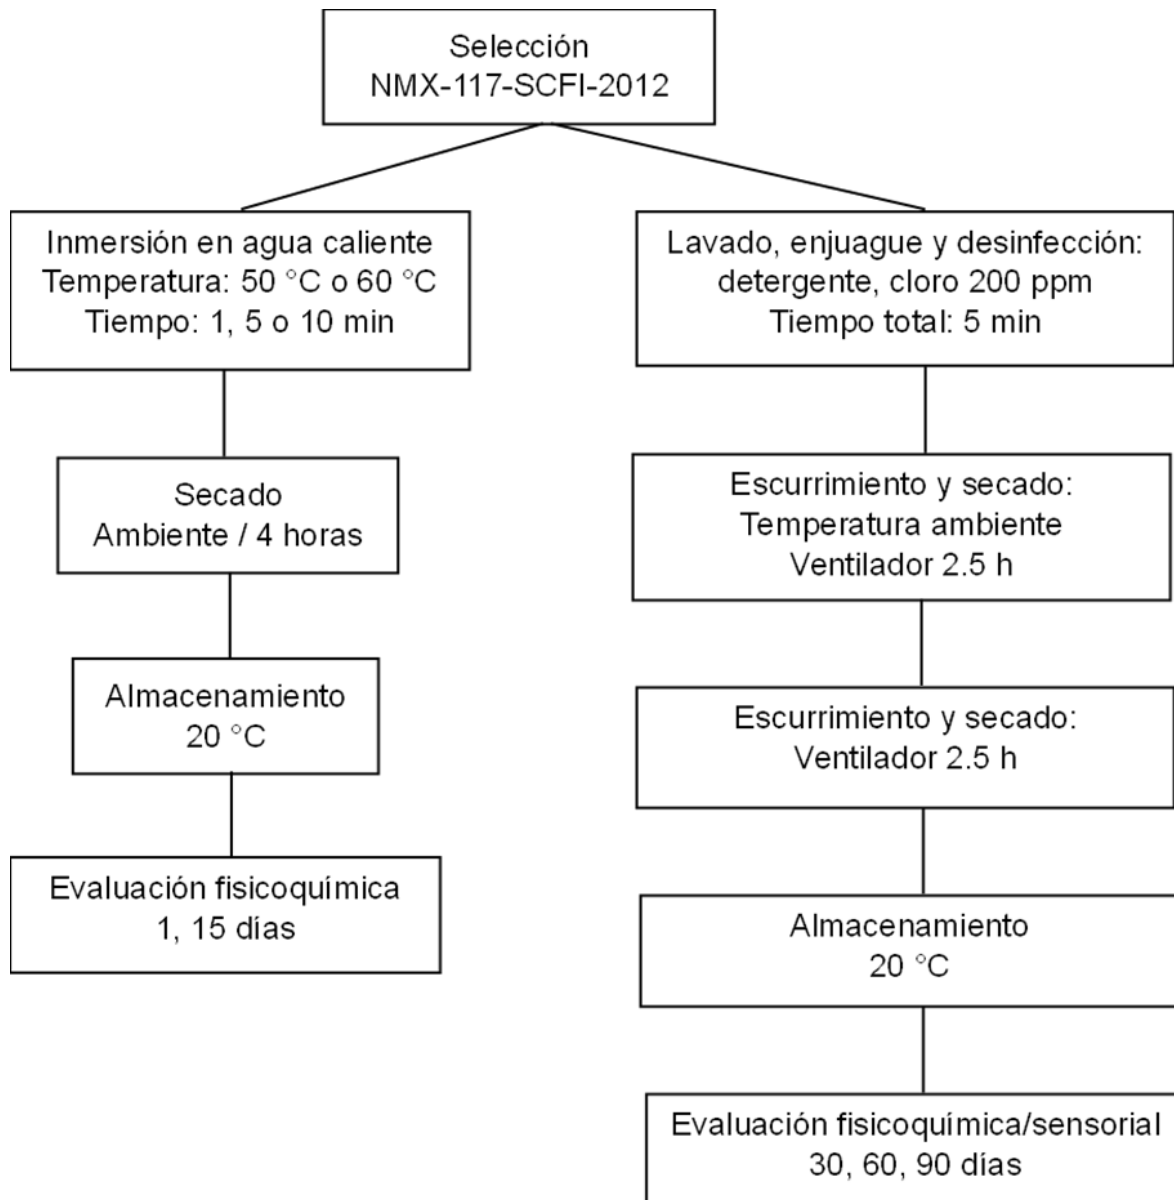 Selección
NMX-117-SCFI-2012
Inmersión en agua caliente
Temperatura: 50 °C o 60 °C
Tiempo: 1, 5 o 10 min
Secado
Ambiente / 4 horas
Almacenamiento
20 °C
Evaluación fisicoquímica
1, 15 días
Lavado, enjuague y desinfección:
detergente, cloro 200 ppm
Tiempo total: 5 min
Escurrimiento y secado:
Temperatura ambiente
Ventilador 2.5 h
Escurrimiento y secado:
Ventilador 2.5 h
Almacenamiento
20 °C
Evaluación fisicoquímica/sensorial
30, 60, 90 días